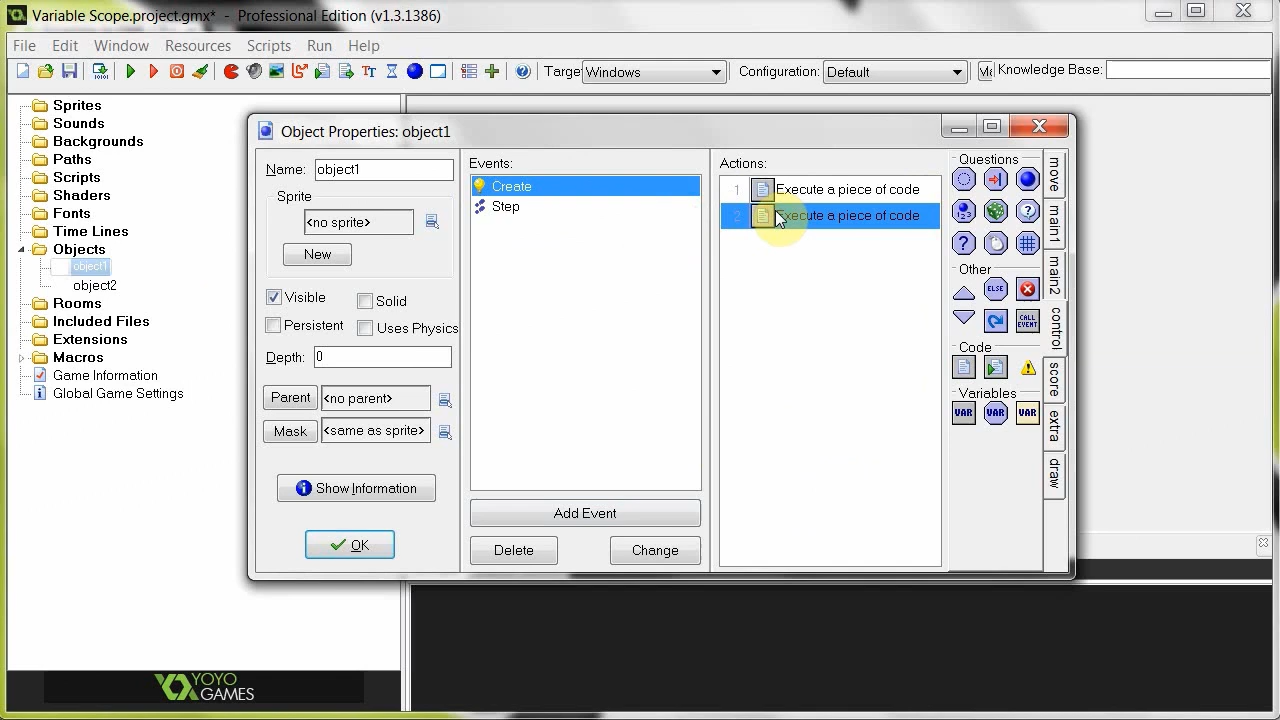 Variable Scope.project.gmx* - Professional Edition (v1.3.1386)
File Edit Window Resources Scripts Run Help
Target Windows Configuration: Default Knowledge Base:
Sprites
Sounds
Backgrounds
Paths
Scripts
Shaders
Fonts
Time Lines
Objects
object1
object2
Rooms
Included Files
Extensions
Macros
Game Information
Global Game Settings
YOYO
GAMES
Object Properties: object1
Name: object1
Sprite
<no sprite>
New
Visible Solid
Persistent Uses Physics
Depth: 0
Parent <no parent>
Mask <same as sprite>
Show Information
OK
Events:
Create
Step
Add Event
Delete Change
Actions:
1 Execute a piece of code
2 Execute a piece of code
Questions
Other
ELSE
CALL
EVENT
Code
Variables
VAR VAR VAR
move
main1
main2
control
score
extra
draw